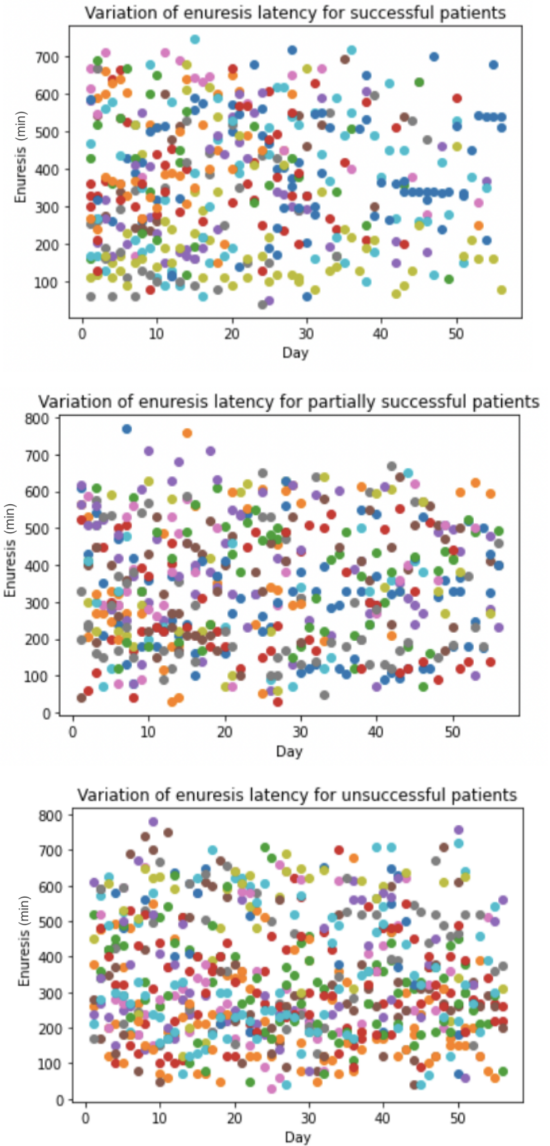 Variation of enuresis latency for successful patients
700
600
500
400
300
200
100
Enuresis (min)
0 10 20 30 40 50
Day
Variation of enuresis latency for partially successful patients
800
700
600
500
400
300
200
100
0
Enuresis (min)
0 10 20 30 40 50
Day
Variation of enuresis latency for unsuccessful patients
800
700
600
500
400
300
200
100
0
Enuresis (min)
0 10 20 30 40 50
Day